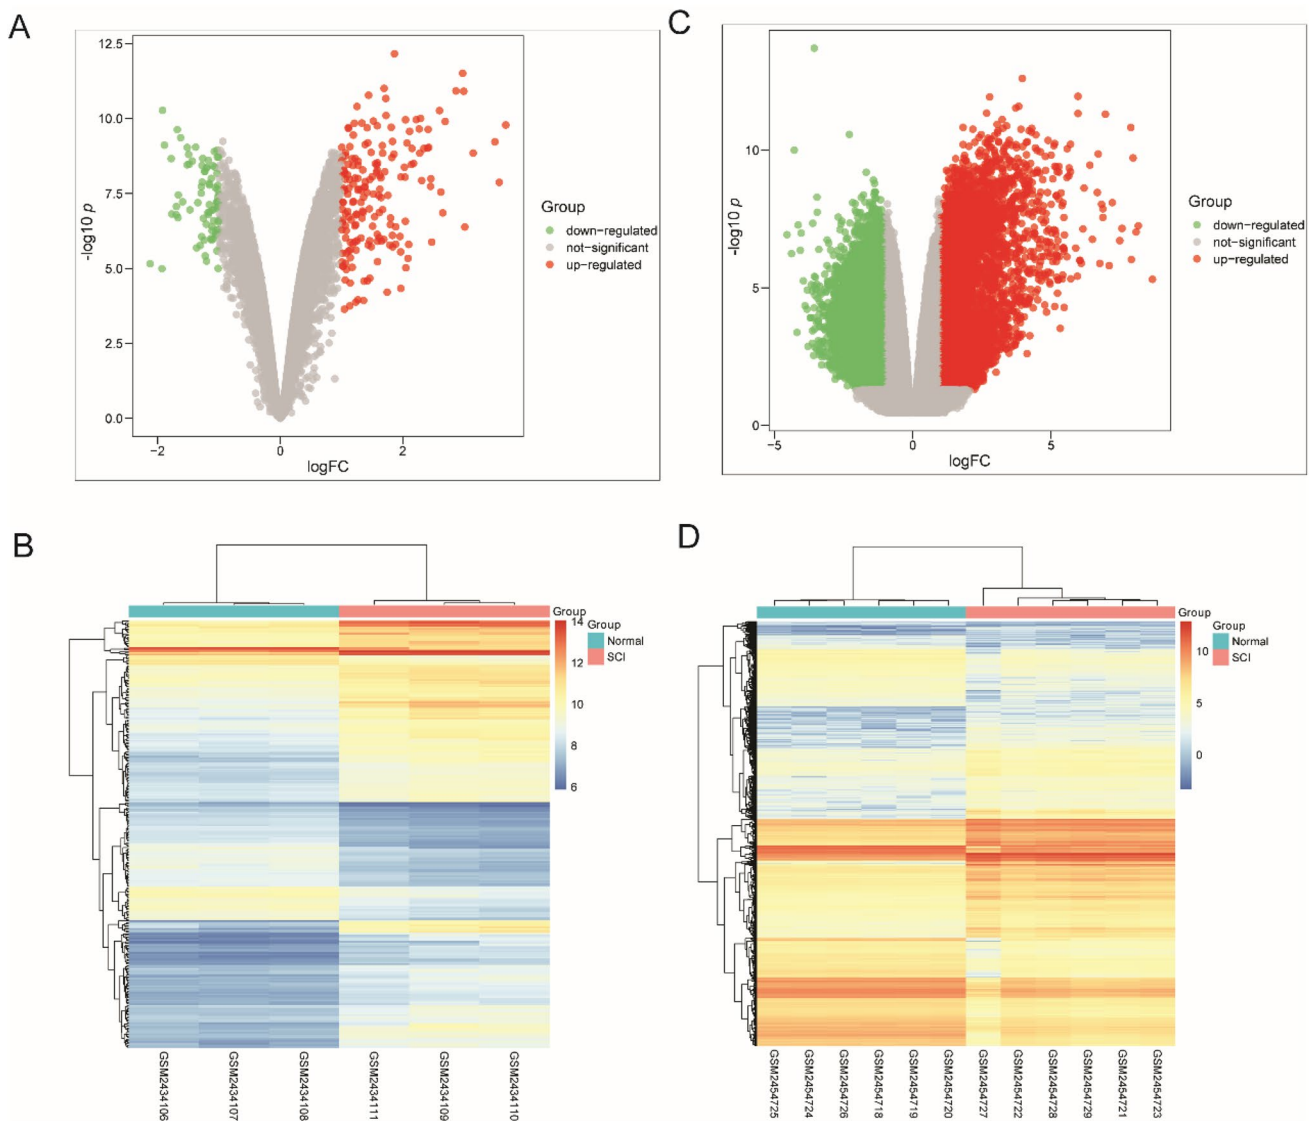 A
12.5
10.0
7.5
5.0
2.5
0.0
-log10 p
−2
0
2
logFC
Group
down−regulated
not−significant
up−regulated
C
10
5
0
-log10 p
−5
0
5
logFC
Group
down−regulated
not−significant
up−regulated
B
Group
14
12
10
8
6
Group
Normal
SCI
GSM2434106
GSM2434107
GSM2434108
GSM2434111
GSM2434109
GSM2434110
D
Group
10
5
0
Group
Normal
SCI
GSM2454725
GSM2454724
GSM2454726
GSM2454718
GSM2454719
GSM2454720
GSM2454727
GSM2454722
GSM2454728
GSM2454729
GSM2454721
GSM2454723